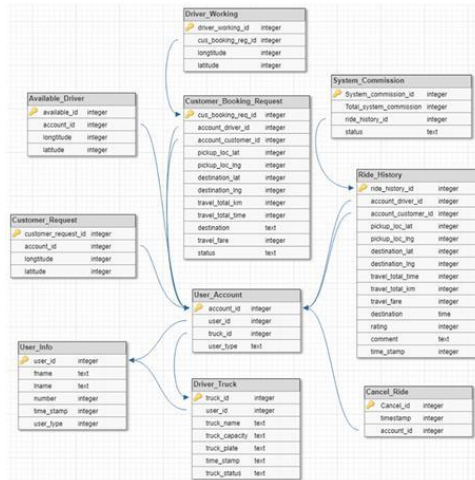 Driver_Working
driver_working_id integer
cus_booking_reg_id integer
longtitude integer
latitude integer
System_Commission
System_commission_id integer
Total_system_commission integer
ride_history_id integer
status text
Available_Driver
available_id integer
account_id integer
longtitude integer
latitude integer
Customer_Booking_Request
cus_booking_req_id integer
account_driver_id integer
account_customer_id integer
pickup_loc_lat integer
pickup_loc_lng integer
destination_lat integer
destination_lng integer
travel_total_km integer
travel_total_time integer
destination text
travel_fare integer
status text
Ride_History
ride_history_id integer
account_driver_id integer
account_customer_id integer
pickup_loc_lat integer
pickup_loc_lng integer
destination_lat integer
destination_lng integer
travel_total_time integer
travel_total_km integer
travel_fare integer
destination time
rating integer
comment text
time_stamp integer
Customer_Request
customer_request_id integer
account_id integer
longtitude integer
latitude integer
User_Account
account_id integer
user_id integer
truck_id integer
user_type text
User_Info
user_id integer
fname text
lname text
number integer
time_stamp integer
user_type integer
Driver_Truck
truck_id integer
user_id integer
truck_name text
truck_capacity text
truck_plate text
time_stamp text
truck_status text
Cancel_Ride
Cancel_id integer
timestamp integer
account_id integer